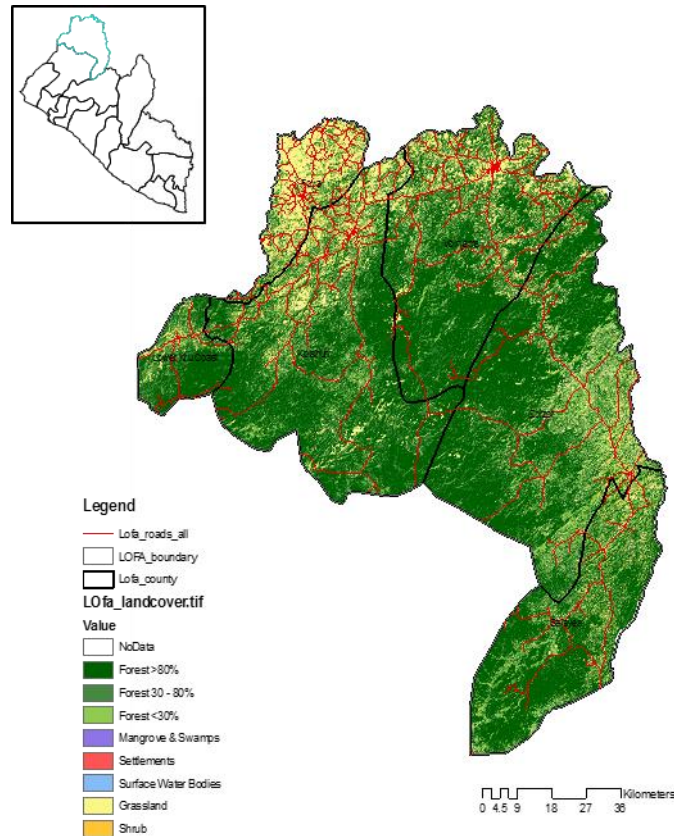 Legend
Lofa_roads_all
LOFA_boundary
Lofa_county
LOfa_landcover.tif
Value
NoData
Forest >80%
Forest 30 - 80%
Forest <30%
Mangrove & Swamps
Settlements
Surface Water Bodies
Grassland
Shrub
Kilometers
0 4.5 9 18 27 36